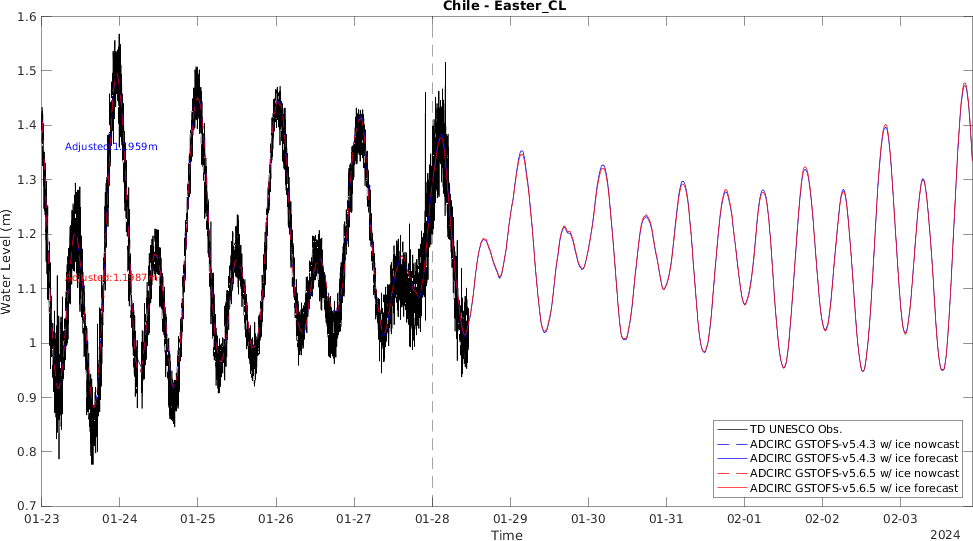 Chile - Easter_CL
1.6
1.5
1.4
1.3
1.2
1.1
1
0.9
0.8
0.7
Water Level (m)
Adjusted:1.1959m
Adjusted:1.1987m
TD UNESCO Obs.
ADCIRC GSTOFS-v5.4.3 w/ ice nowcast
ADCIRC GSTOFS-v5.4.3 w/ ice forecast
ADCIRC GSTOFS-v5.6.5 w/ ice nowcast
ADCIRC GSTOFS-v5.6.5 w/ ice forecast
01-23 01-24 01-25 01-26 01-27 01-28 01-29 01-30 01-31 02-01 02-02 02-03
Time
2024